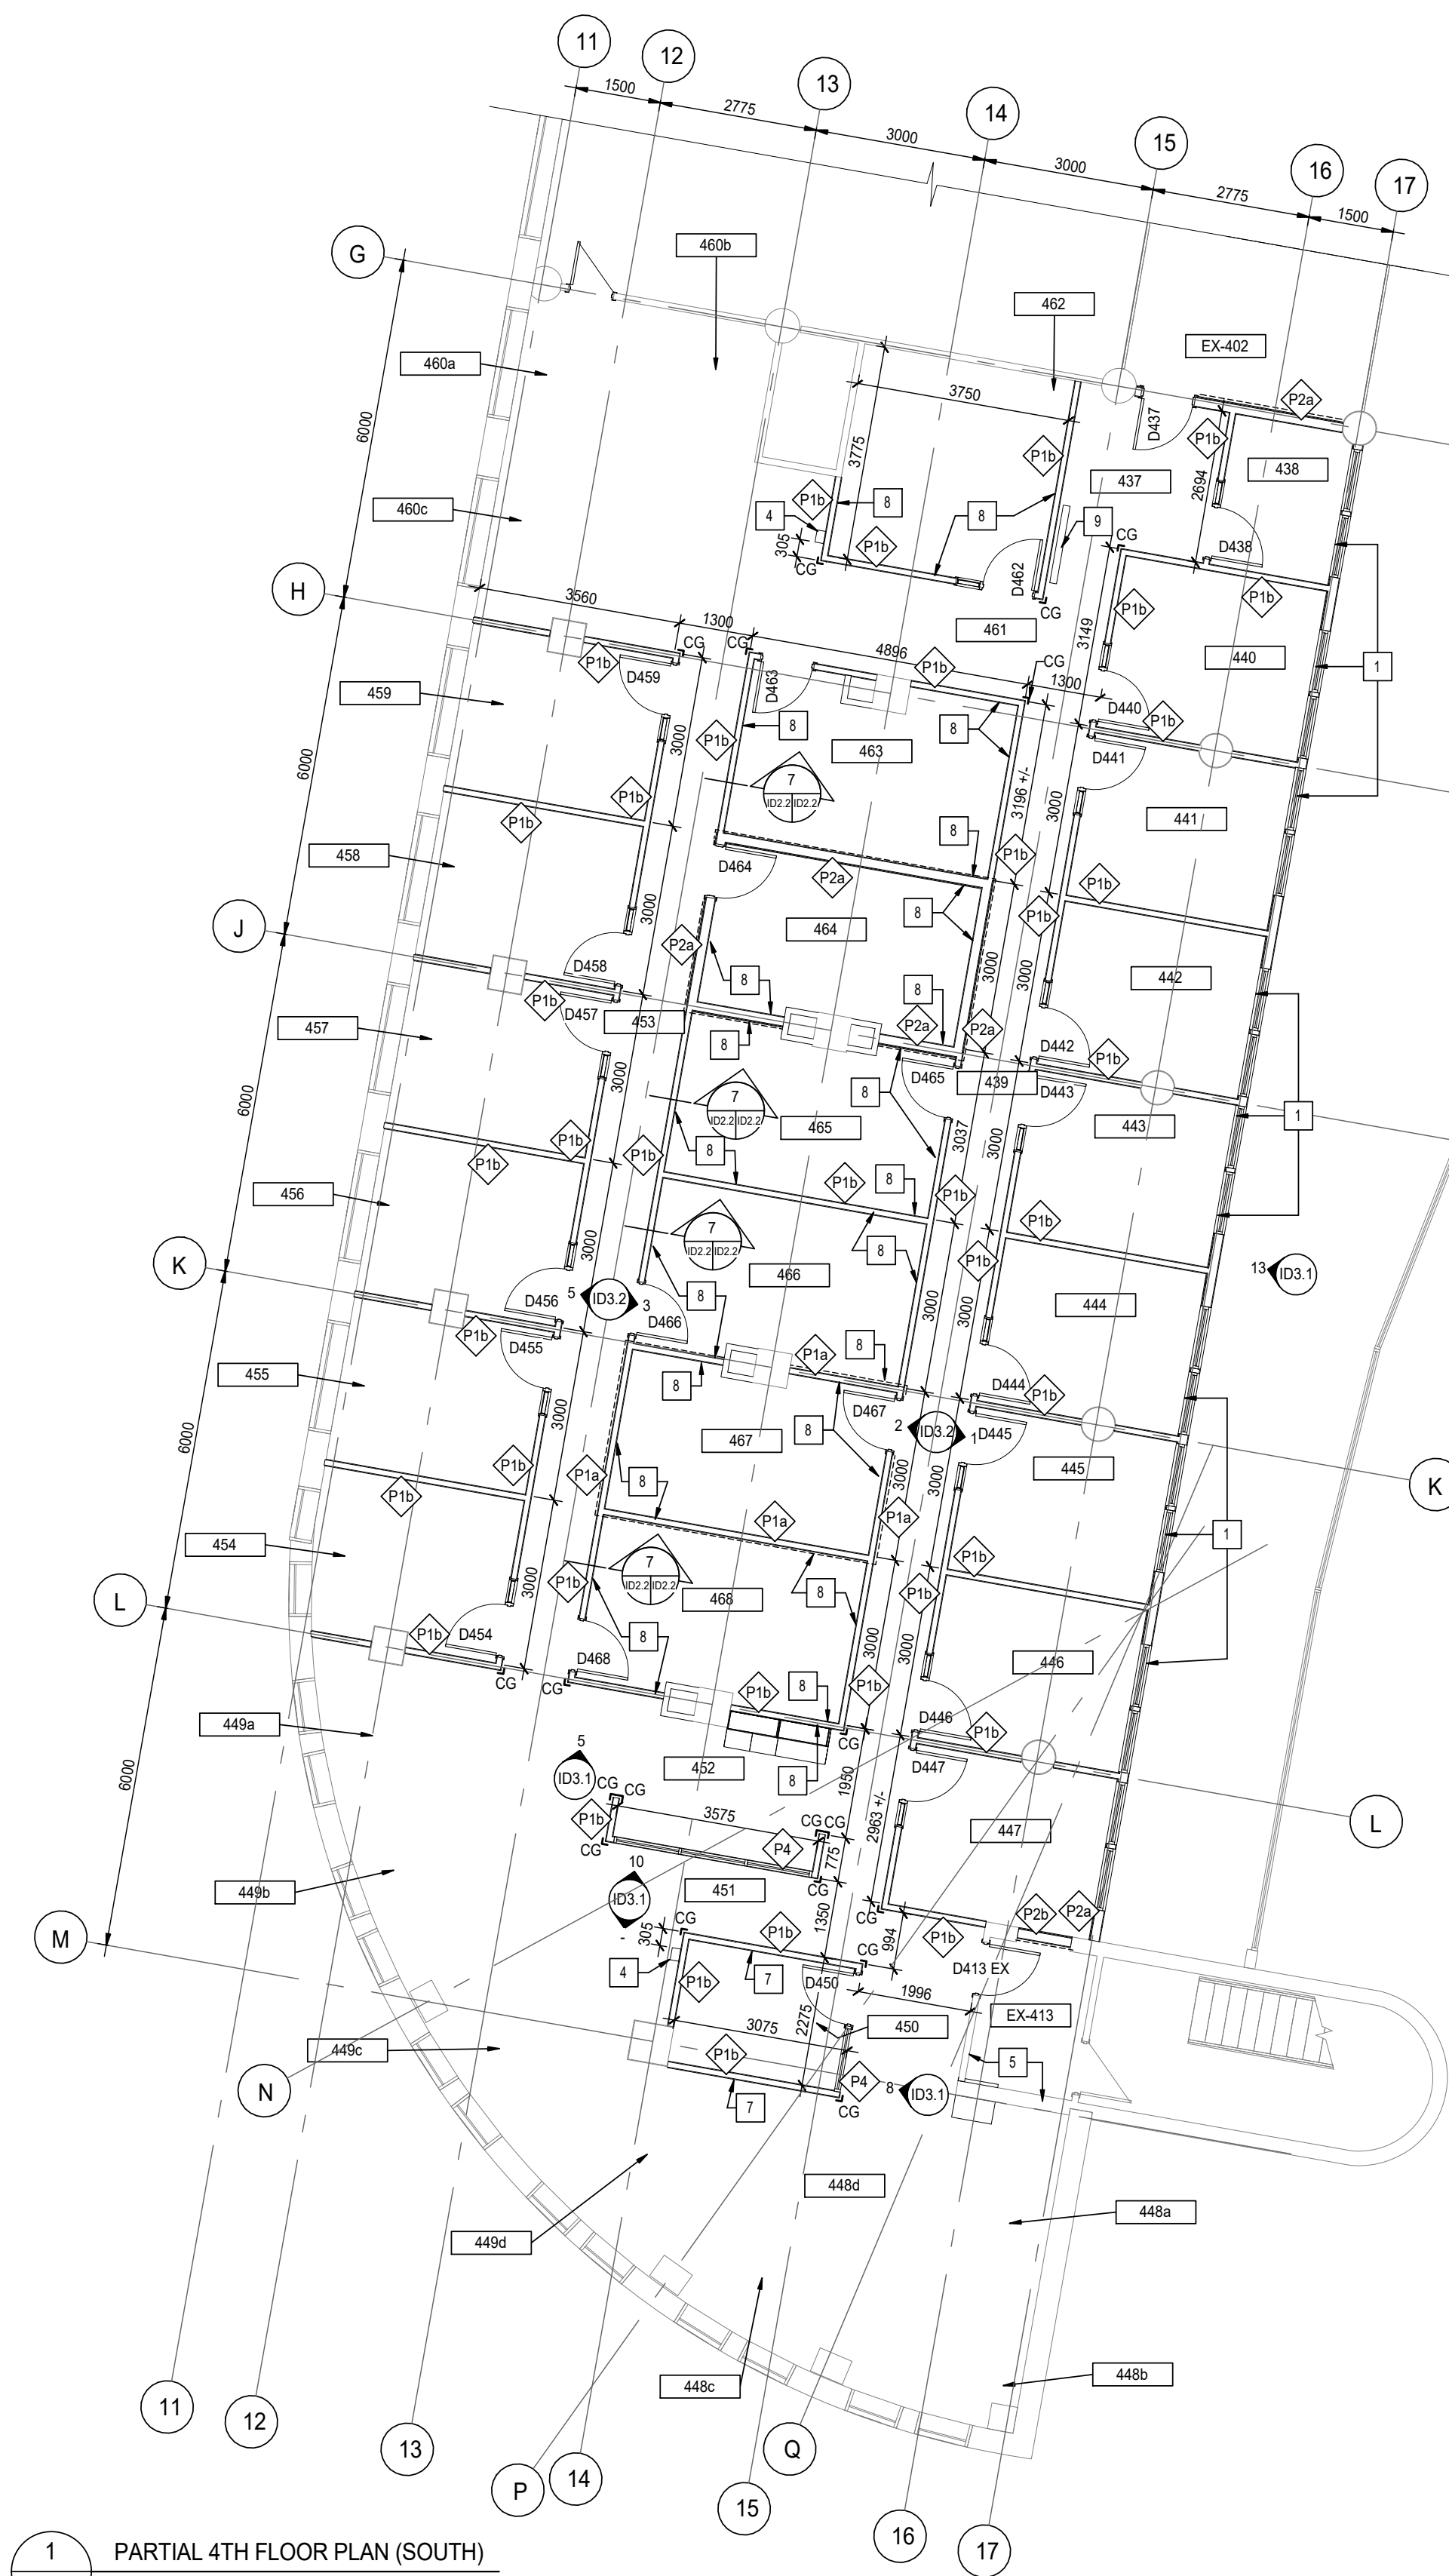 11
12
13
14
15
16
17
1500
2775
3000
3000
2775
1500
G
460b
462
EX-402
460a
3750
D437
P2a
P1b
P1b
437
438
6000
3775
2694
460c
P1b
8
8
4
9
CG
305
P1b
D438
CG
D462
P1b
P1b
H
3560
1300
CG
461
3149
CG
CG
4896
P1b
CG
440
1
P1b
D459
D463
1300
459
D440
P1b
3000
P1b
8
463
8
D441
7
ID2.2
ID2.2
3196 +/-
3000
6000
P1b
P1b
441
8
458
D464
P2a
P1b
P1b
3000
464
8
P1b
J
P2a
D458
8
8
3000
3000
442
P1b
D457
453
457
8
P2a
P2a
D442
P1b
D465
439
D443
3000
7
ID2.2
ID2.2
465
8
443
1
6000
P1b
P1b
P1b
8
3037
3000
456
P1b
8
P1b
P1b
7
ID2.2
ID2.2
8
P1b
K
3000
466
13
ID3.1
5
ID3.2
3
8
3000
3000
444
D456
P1b
D466
D455
P1a
455
8
8
D444
P1b
467
D467
2
ID3.2
1
D445
3000
8
445
K
6000
P1b
P1b
P1a
8
3000
3000
P1a
P1a
454
7
ID2.2
ID2.2
1
P1b
3000
P1b
468
8
P1b
L
P1b
D454
8
3000
3000
446
D468
CG
CG
P1b
8
P1b
D446
P1b
449a
CG
5
ID3.1
452
8
D447
6000
1950
CG
CG
P1b
3575
CG
CG
2963 +/-
447
L
CG
P4
775
10
ID3.1
-
449b
451
CG
P2b
P2a
M
CG
P1b
1350
CG
994
P1b
305
4
P1b
7
CG
D450
D413 EX
1996
450
EX-413
3075
2275
449c
P1b
5
N
7
P4
CG
8
ID3.1
448d
448a
449d
448c
448b
11
12
13
P
14
15
Q
16
17
1
PARTIAL 4TH FLOOR PLAN (SOUTH)